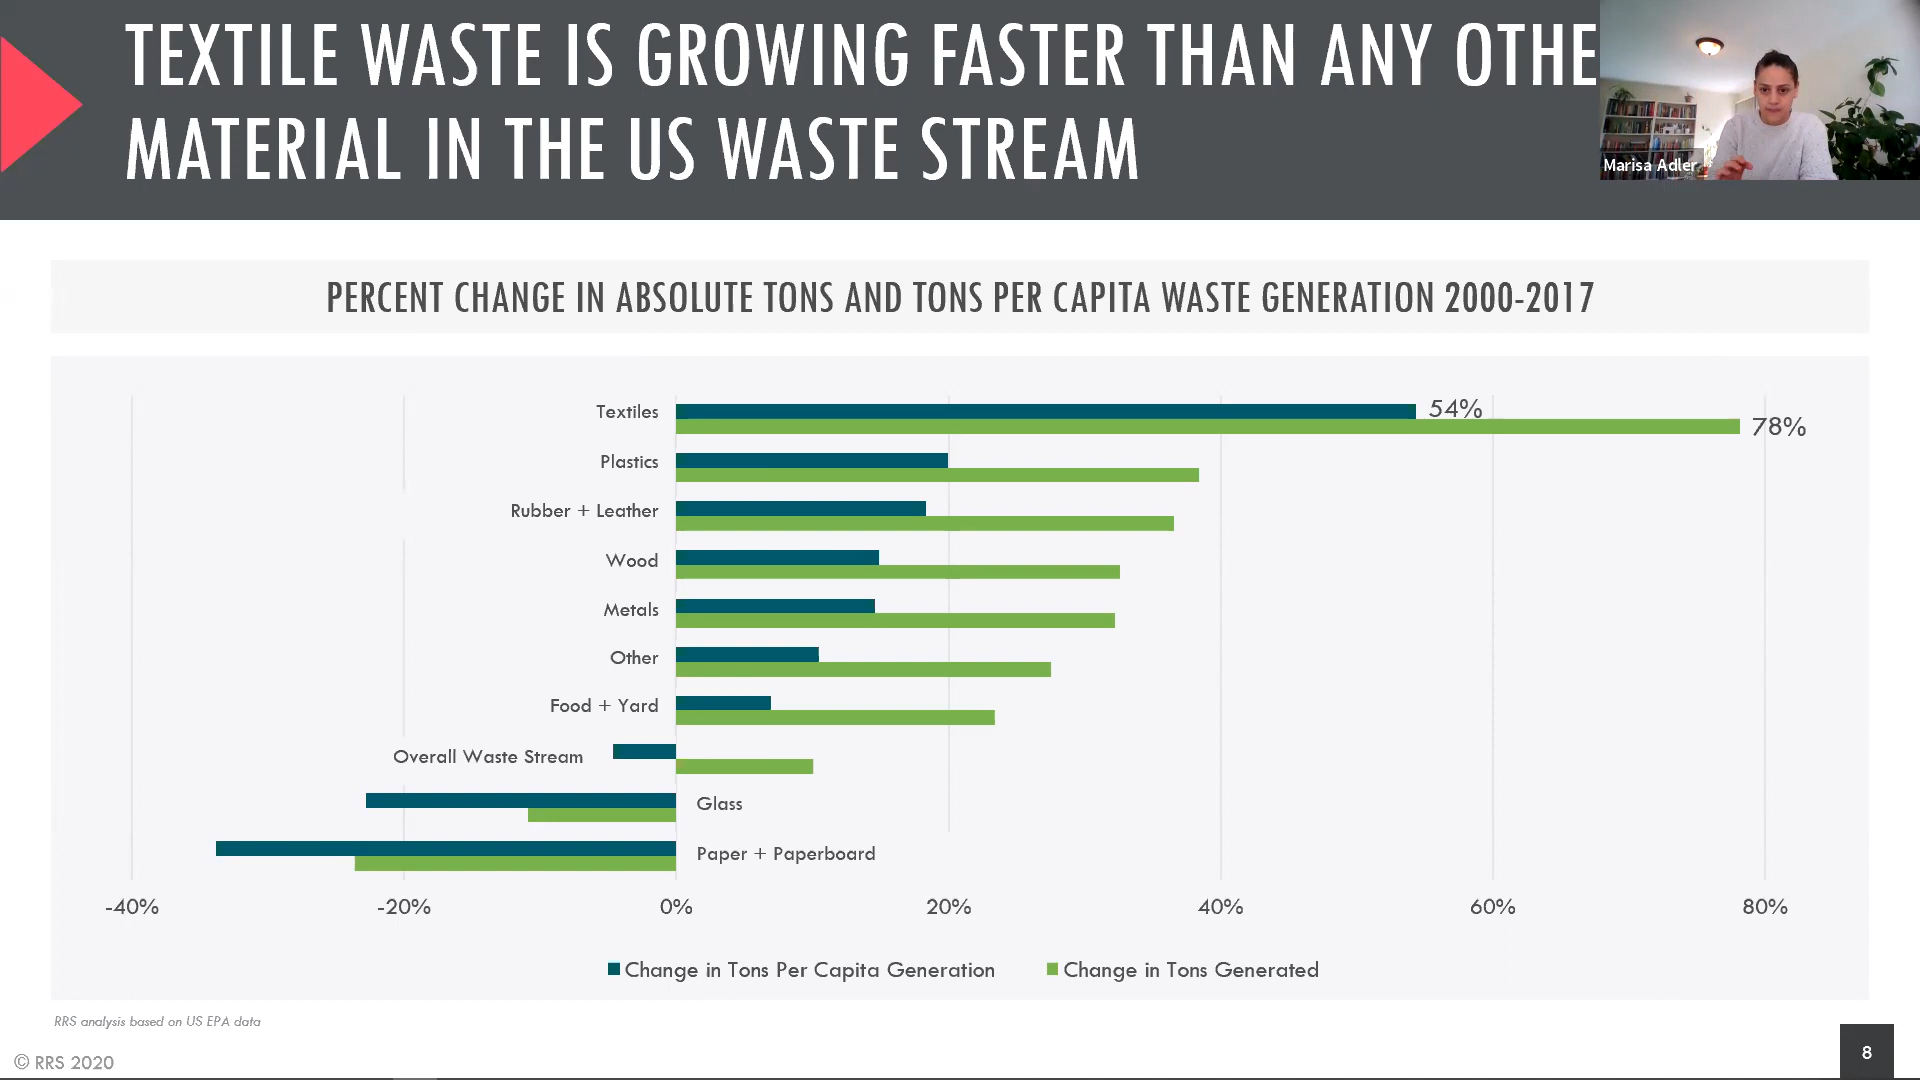 TEXTILE WASTE IS GROWING FASTER THAN ANY OTHE
MATERIAL IN THE US WASTE STREAM
Marisa Adler
PERCENT CHANGE IN ABSOLUTE TONS AND TONS PER CAPITA WASTE GENERATION 2000-2017
Textiles
54%
78%
Plastics
Rubber + Leather
Wood
Metals
Other
Food + Yard
Overall Waste Stream
Glass
Paper + Paperboard
-40%
-20%
0%
20%
40%
60%
80%
Change in Tons Per Capita Generation
Change in Tons Generated
RRS analysis based on US EPA data
© RRS 2020
8